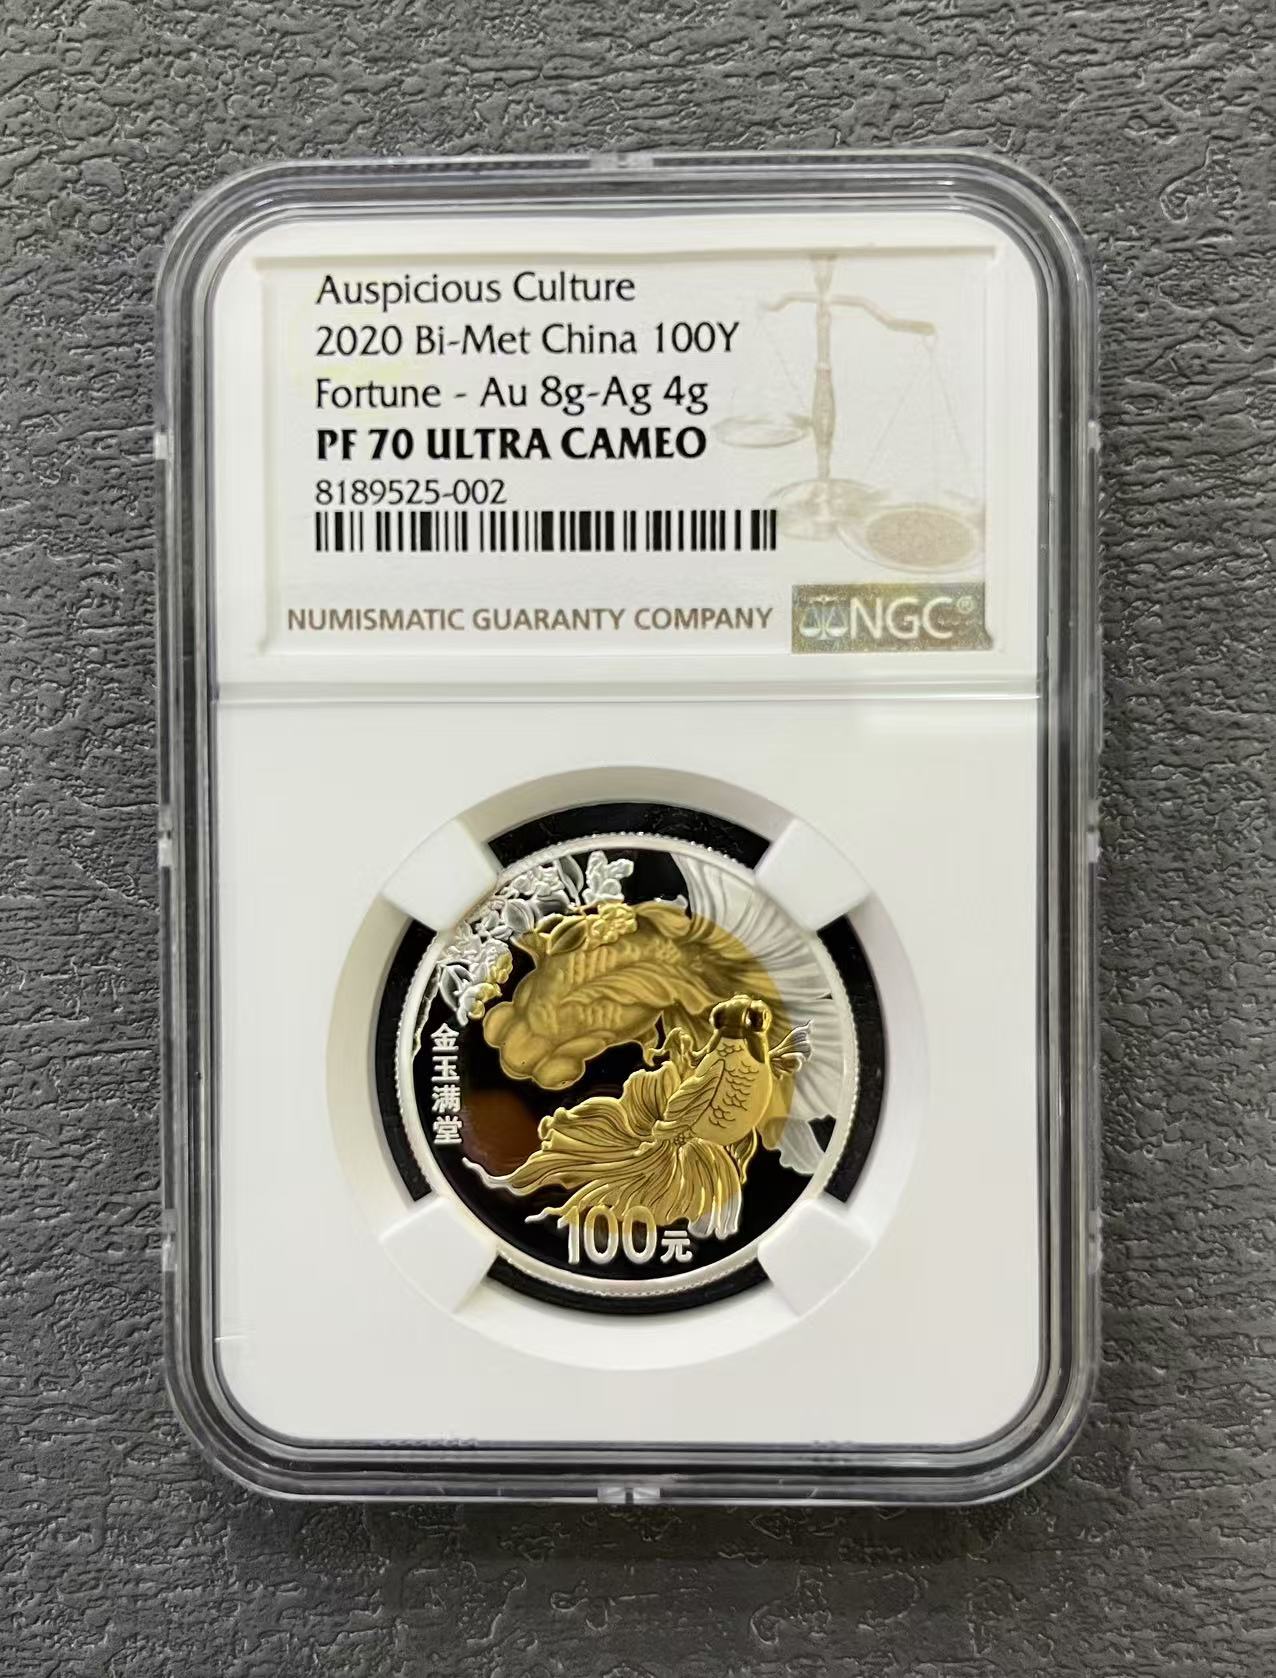 Auspicious Culture
2020 Bi-Met China 100Y
Fortune - Au 8g-Ag 4g
PF 70 ULTRA CAMEO
8189525-002
NUMISMATIC GUARANTY COMPANY
NGC®
金玉满堂
100元